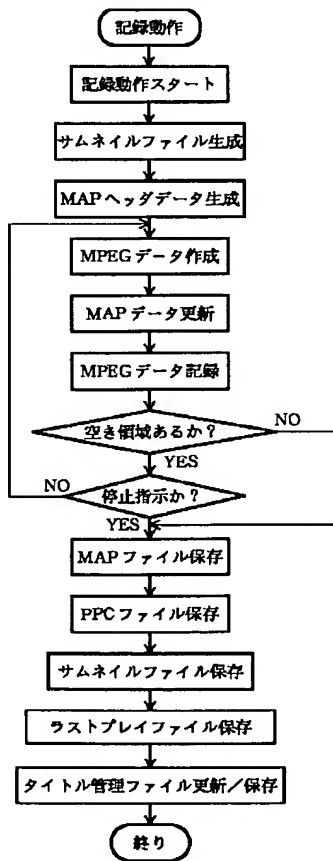 記録動作
記録動作スタート
サムネイルファイル生成
MAPヘッダデータ生成
MPEGデータ作成
MAPデータ更新
MPEGデータ記録
空き領域あるか？
NO
YES
NO
停止指示か？
YES
MAPファイル保存
PPCファイル保存
サムネイルファイル保存
ラストプレイファイル保存
タイトル管理ファイル更新／保存
終り